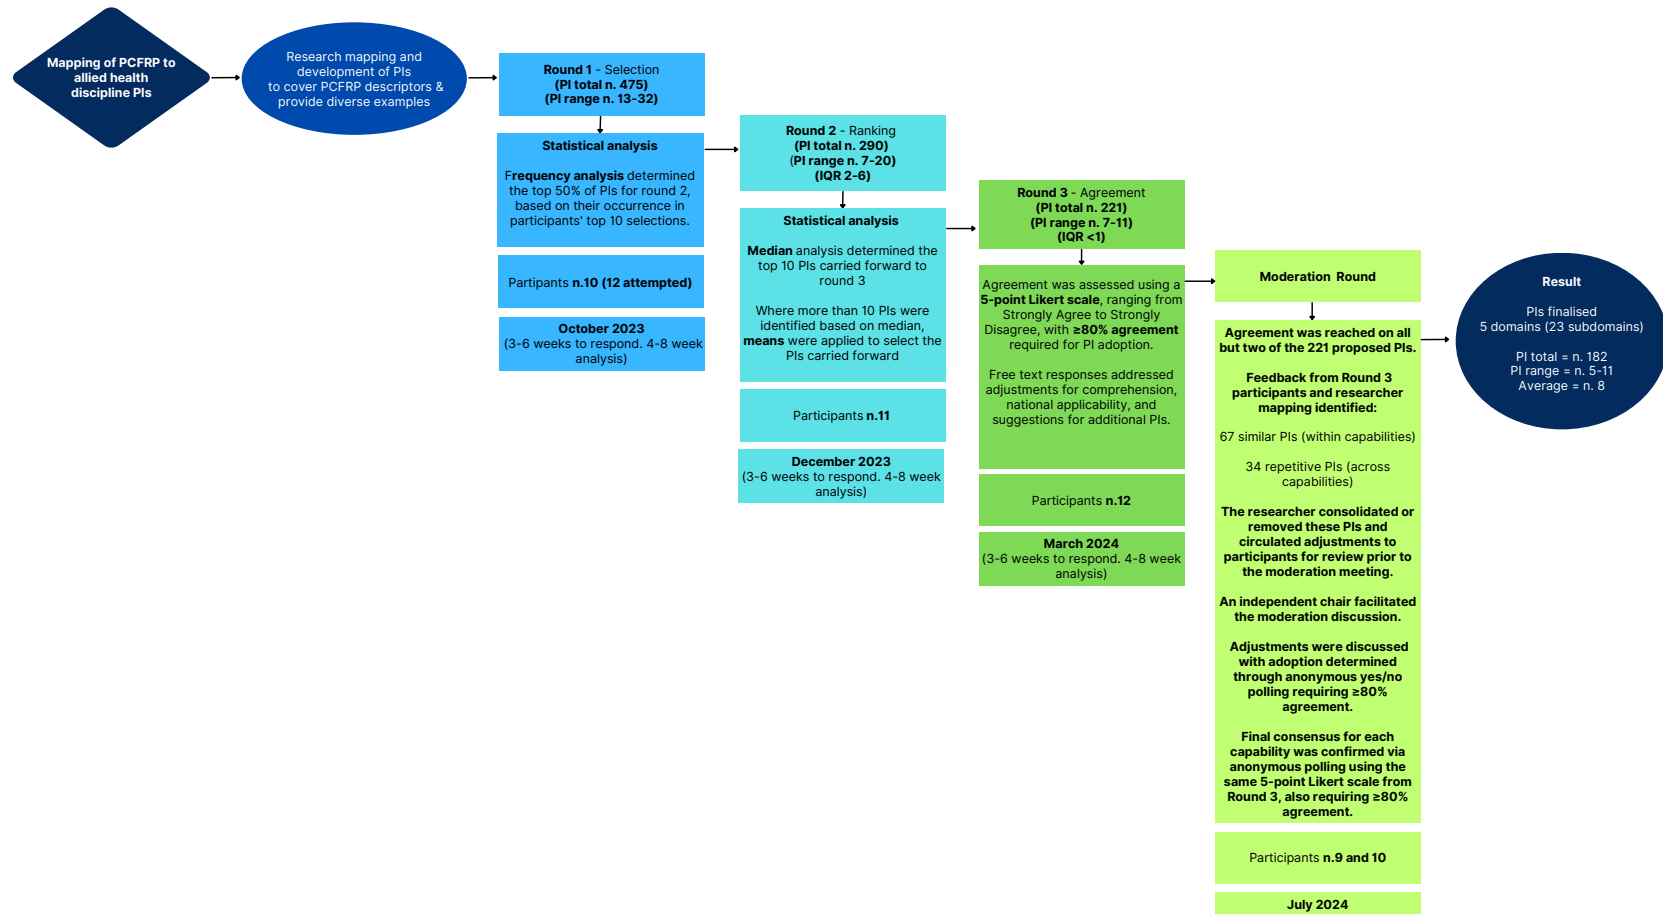 Mapping of PCFRP to
allied health
discipline PIs
Research mapping and
development of PIs
to cover PCFRP descriptors &
provide diverse examples
Round 1 - Selection
(PI total n. 475)
(PI range n. 13-32)
Statistical analysis
Frequency analysis determined
the top 50% of PIs for round 2,
based on their occurrence in
participants' top 10 selections.
Partipants n.10 (12 attempted)
October 2023
(3-6 weeks to respond. 4-8 week
analysis)
Round 2 - Ranking
(PI total n. 290)
(PI range n. 7-20)
(IQR 2-6)
Statistical analysis
Median analysis determined the
top 10 PIs carried forward to
round 3
Where more than 10 PIs were
identified based on median,
means were applied to select the
PIs carried forward
Participants n.11
December 2023
(3-6 weeks to respond. 4-8 week
analysis)
Round 3 - Agreement
(PI total n. 221)
(PI range n. 7-11)
(IQR <1)
Agreement was assessed using a
5-point Likert scale, ranging from
Strongly Agree to Strongly
Disagree, with ≥80% agreement
required for PI adoption.
Free text responses addressed
adjustments for comprehension,
national applicability, and
suggestions for additional PIs.
Participants n.12
March 2024
(3-6 weeks to respond. 4-8 week
analysis)
Moderation Round
Agreement was reached on all
but two of the 221 proposed PIs.
Feedback from Round 3
participants and researcher
mapping identified:
67 similar PIs (within capabilities)
34 repetitive PIs (across
capabilities)
The researcher consolidated or
removed these PIs and
circulated adjustments to
participants for review prior to
the moderation meeting.
An independent chair facilitated
the moderation discussion.
Adjustments were discussed
with adoption determined
through anonymous yes/no
polling requiring ≥80%
agreement.
Final consensus for each
capability was confirmed via
anonymous polling using the
same 5-point Likert scale from
Round 3, also requiring ≥80%
agreement.
Participants n.9 and 10
July 2024
Result
PIs finalised
5 domains (23 subdomains)
PI total = n. 182
PI range = n. 5-11
Average = n. 8